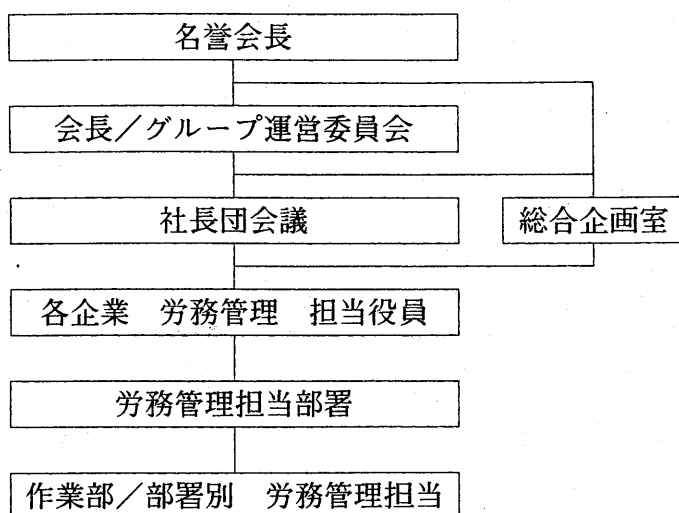 名誉会長
会長／グループ運営委員会
社長団会議
総合企画室
各企業　労務管理　担当役員
労務管理担当部署
作業部／部署別　労務管理担当